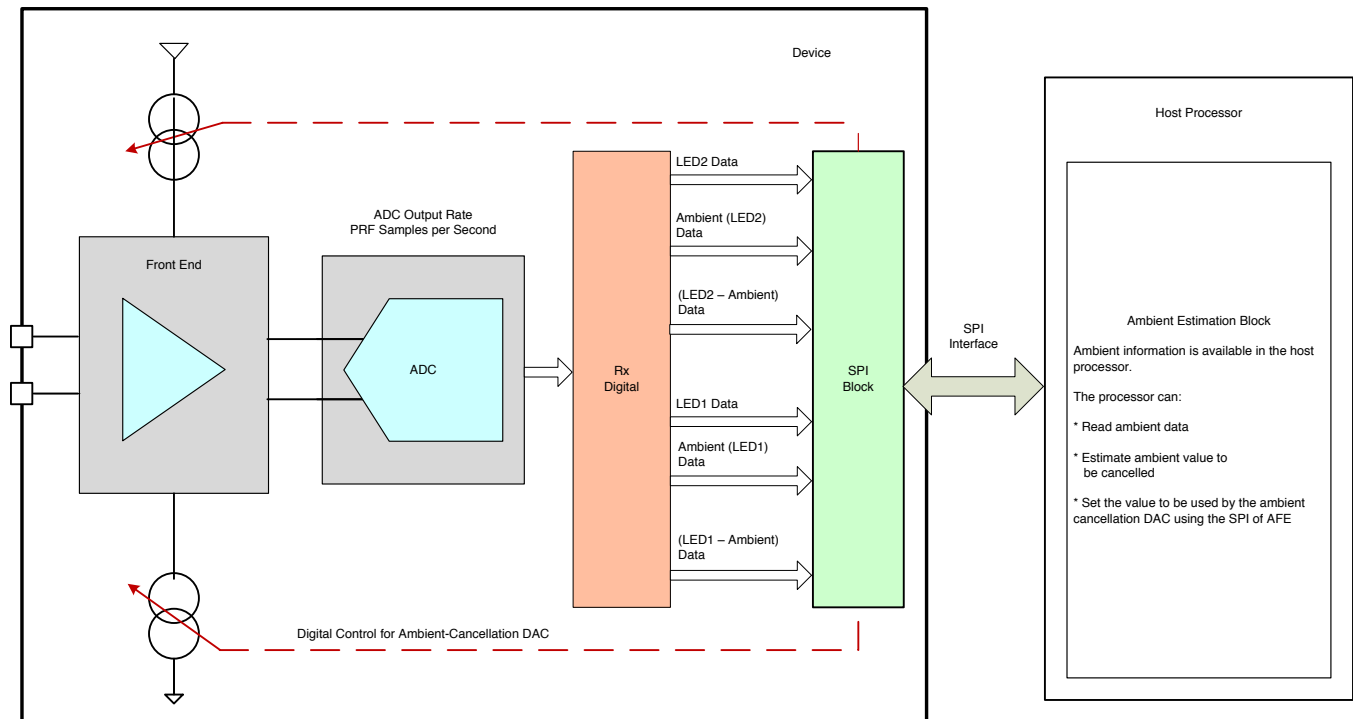 Device
Host Processor
LED2 Data
ADC Output Rate
PRF Samples per Second
Ambient (LED2)
Data
Front End
(LED2 – Ambient)
Data
ADC
Rx
Digital
SPI
Block
SPI
Interface
LED1 Data
Ambient (LED1)
Data
(LED1 – Ambient)
Data
Digital Control for Ambient-Cancellation DAC
Ambient Estimation Block
Ambient information is available in the host
processor.
The processor can:
* Read ambient data
* Estimate ambient value to
be cancelled
* Set the value to be used by the ambient
cancellation DAC using the SPI of AFE